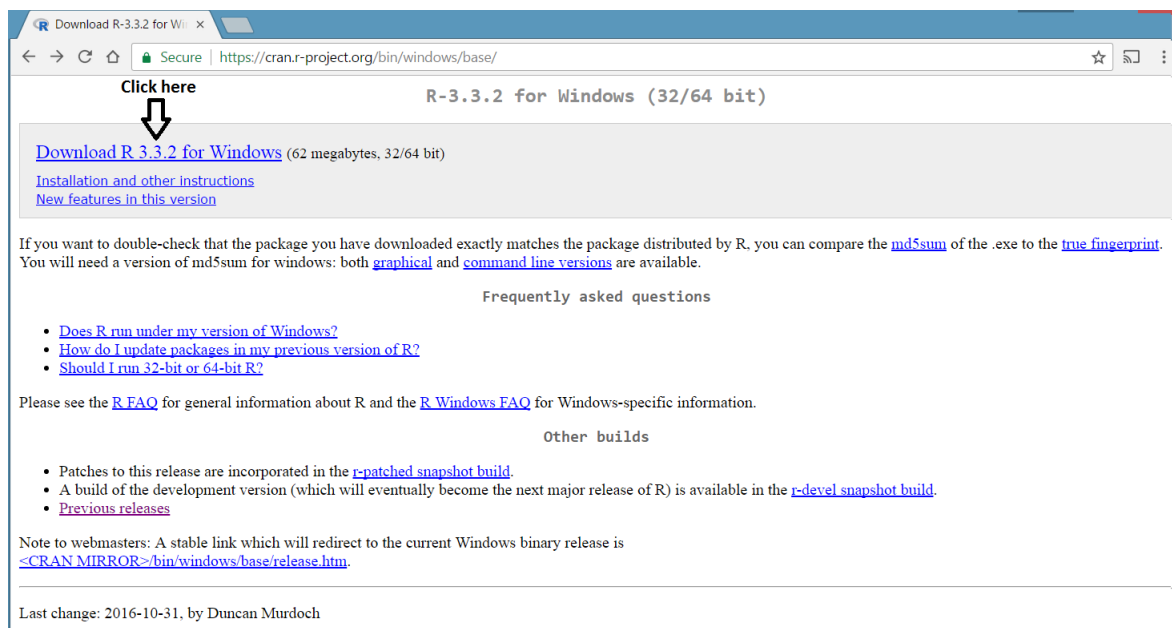 Download R-3.3.2 for Wi
Secure https://cran.r-project.org/bin/windows/base/
Click here
R-3.3.2 for Windows (32/64 bit)
Download R 3.3.2 for Windows (62 megabytes, 32/64 bit)
Installation and other instructions
New features in this version
If you want to double-check that the package you have downloaded exactly matches the package distributed by R, you can compare the md5sum of the .exe to the true fingerprint.
You will need a version of md5sum for windows: both graphical and command line versions are available.
Frequently asked questions
• Does R run under my version of Windows?
• How do I update packages in my previous version of R?
• Should I run 32-bit or 64-bit R?
Please see the R FAQ for general information about R and the R Windows FAQ for Windows-specific information.
Other builds
• Patches to this release are incorporated in the r-patched snapshot build.
• A build of the development version (which will eventually become the next major release of R) is available in the r-devel snapshot build.
• Previous releases
Note to webmasters: A stable link which will redirect to the current Windows binary release is
<CRAN MIRROR>/bin/windows/base/release.htm.
Last change: 2016-10-31, by Duncan Murdoch